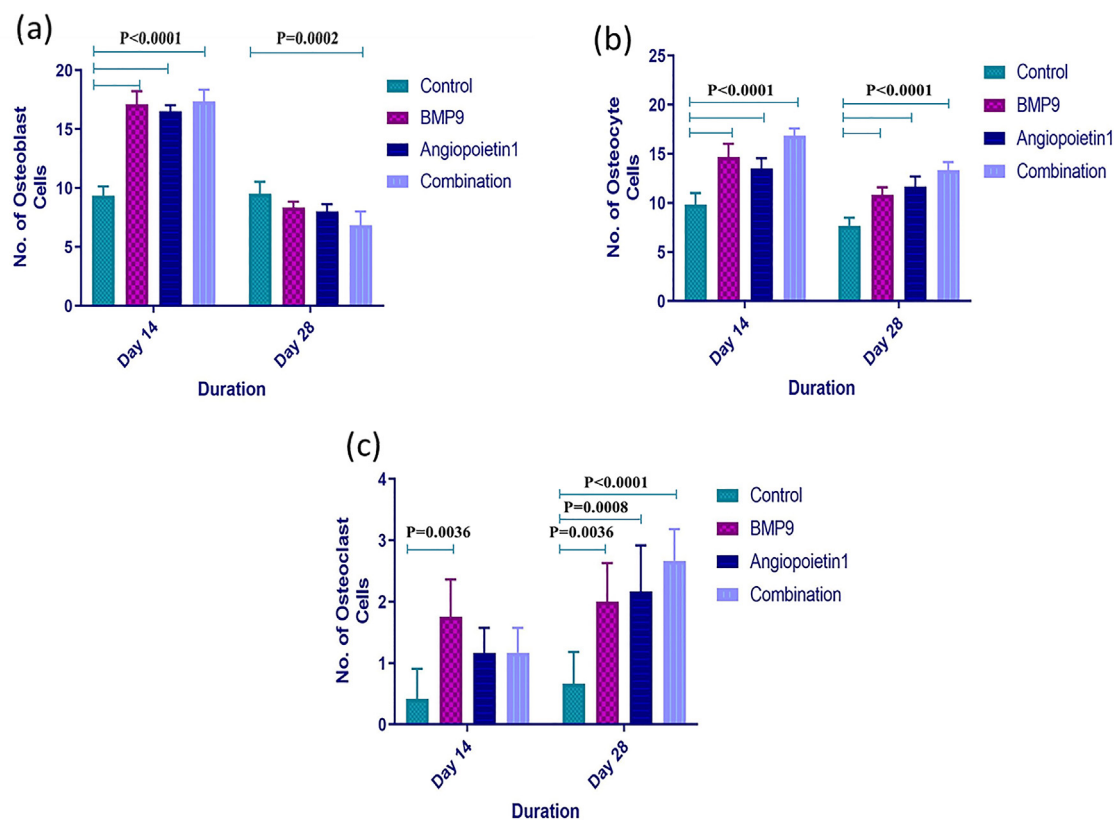 (a)
P<0.0001
P=0.0002
20
15
10
5
0
No. of Osteoblast
Cells
Day 14
Day 28
Duration
Control
BMP9
Angiopoietin1
Combination
(b)
P<0.0001
P<0.0001
25
20
15
10
5
0
No. of Osteocyte
Cells
Day 14
Day 28
Duration
Control
BMP9
Angiopoietin1
Combination
(c)
P<0.0001
P=0.0008
P=0.0036
P=0.0036
4
3
2
1
0
No. of Osteoclast
Cells
Day 14
Day 28
Duration
Control
BMP9
Angiopoietin1
Combination